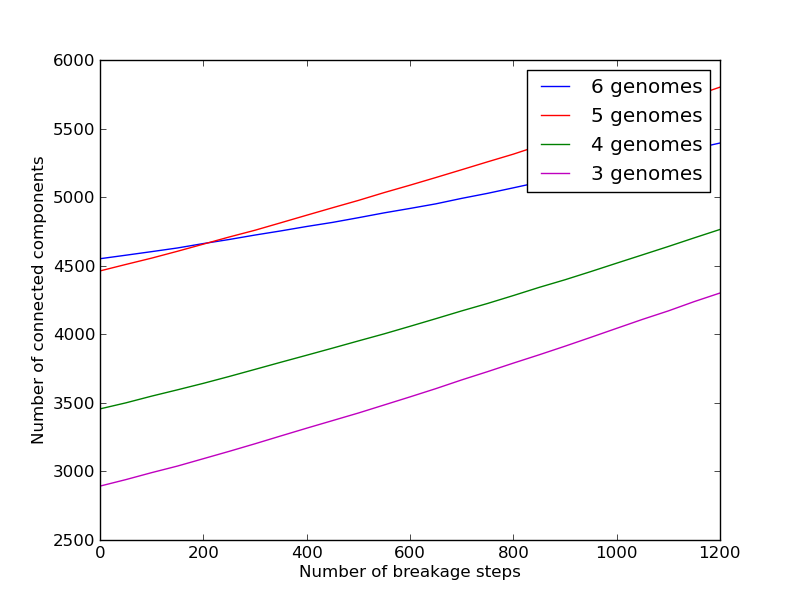 6000
5500
5000
4500
4000
3500
3000
2500
0 200 400 600 800 1000 1200
Number of connected components
Number of breakage steps
6 genomes
5 genomes
4 genomes
3 genomes